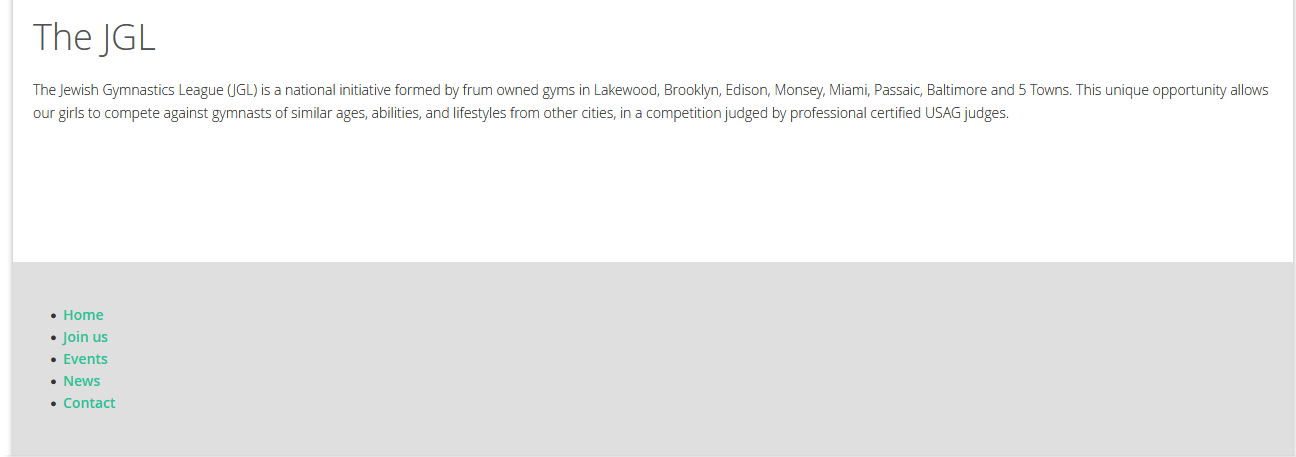 The JGL
The Jewish Gymnastics League (JGL) is a national initiative formed by frum owned gyms in Lakewood, Brooklyn, Edison, Monsey, Miami, Passaic, Baltimore and 5 Towns. This unique opportunity allows
our girls to compete against gymnasts of similar ages, abilities, and lifestyles from other cities, in a competition judged by professional certified USAG judges.
Home
Join us
Events
News
Contact